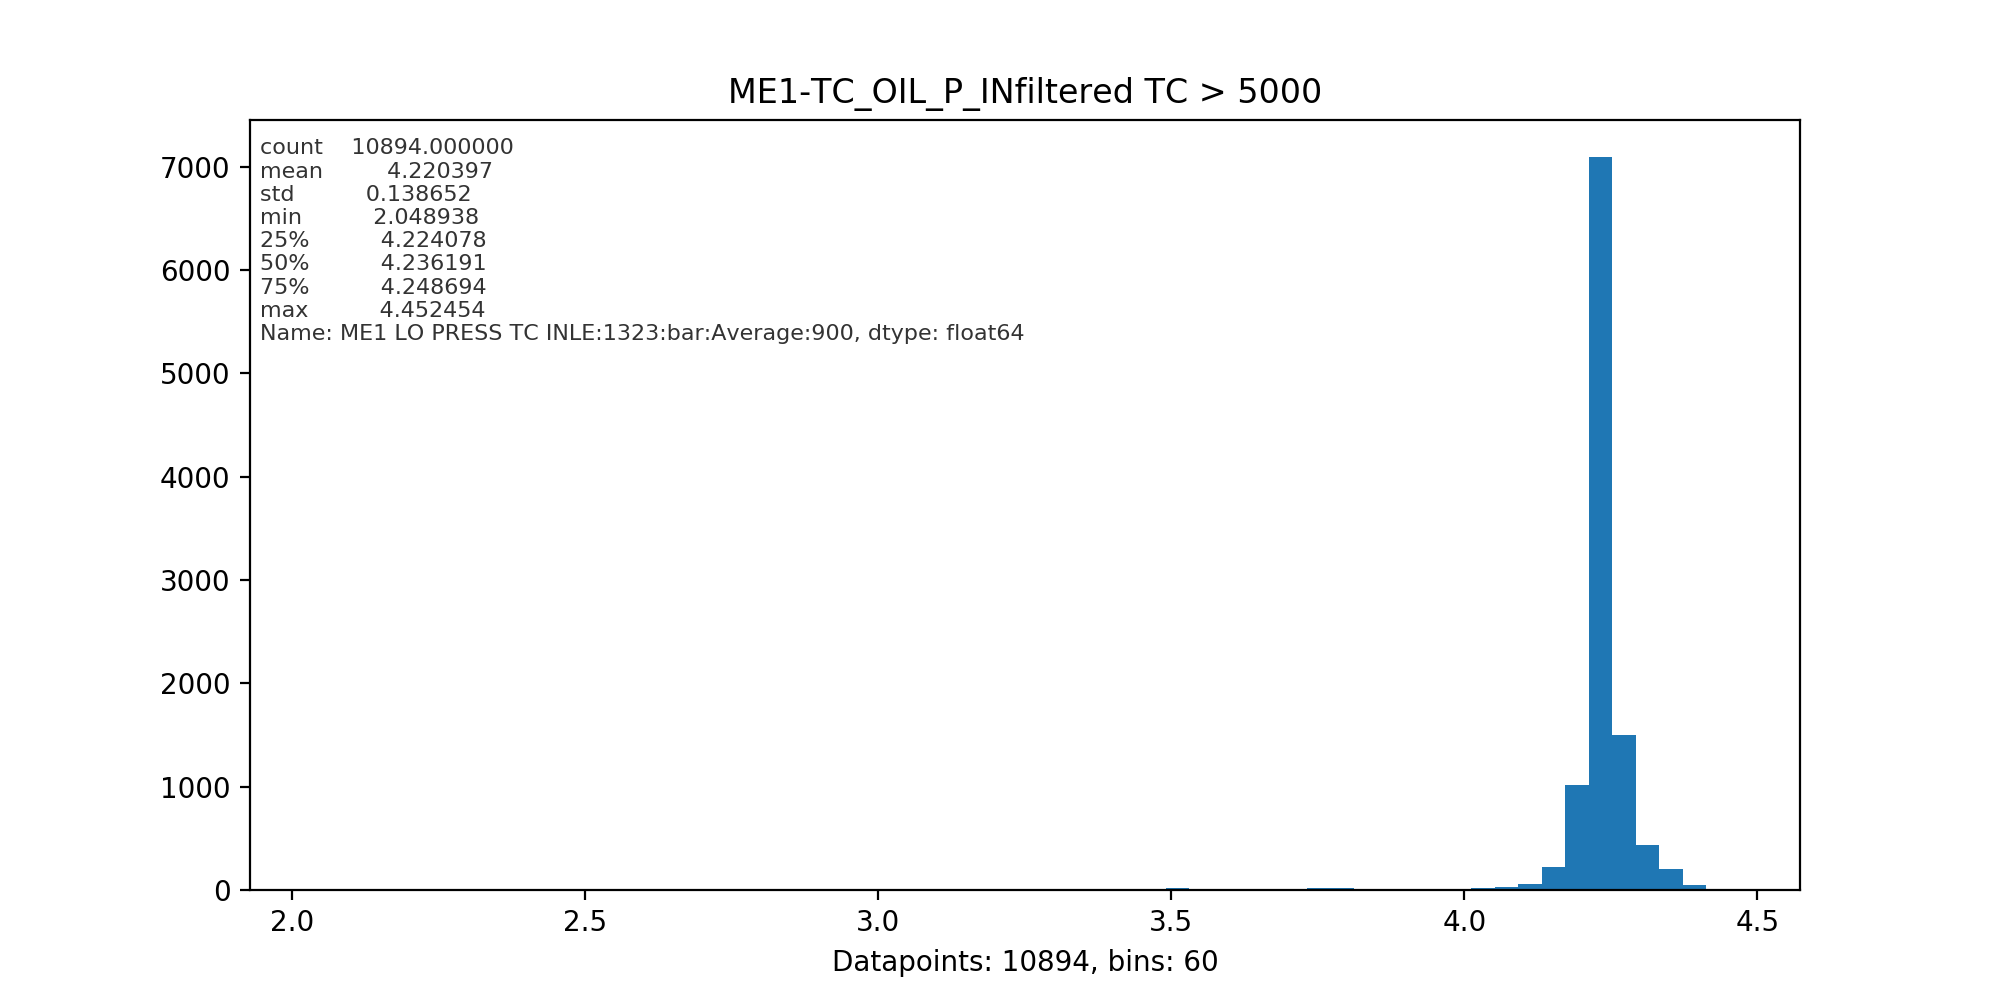 ME1-TC_OIL_P_INfiltered TC > 5000
count 10894.000000
mean 4.220397
std 0.138652
min 2.048938
25% 4.224078
50% 4.236191
75% 4.248694
max 4.452454
Name: ME1 LO PRESS TC INLE:1323:bar:Average:900, dtype: float64
7000
6000
5000
4000
3000
2000
1000
0
2.0 2.5 3.0 3.5 4.0 4.5
Datapoints: 10894, bins: 60